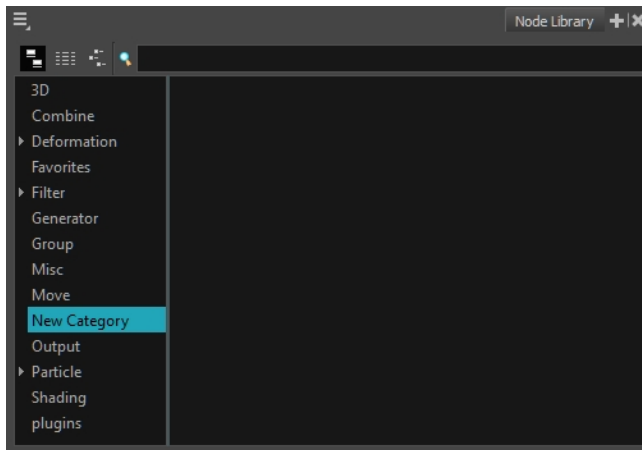 Node Library
3D
Combine
Deformation
Favorites
Filter
Generator
Group
Misc
Move
New Category
Output
Particle
Shading
plugins